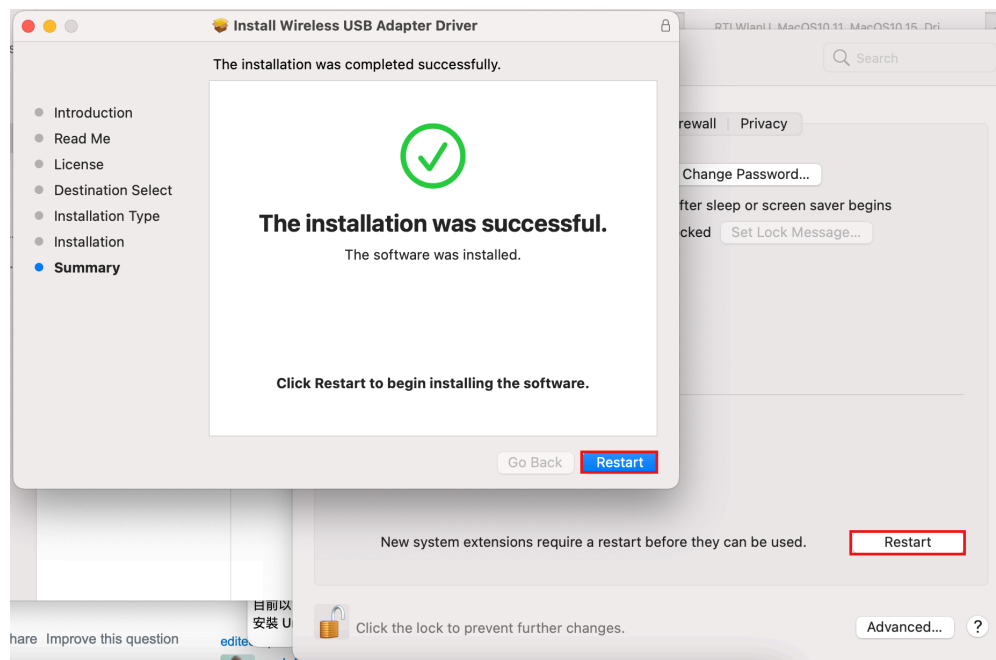 Install Wireless USB Adapter Driver
The installation was completed successfully.
Introduction
Read Me
License
Destination Select
Installation Type
Installation
Summary
The installation was successful.
The software was installed.
Click Restart to begin installing the software.
Go Back
Restart
RTLWlanU_MacOS10.11_MacOS10.15_Dri
Search
rewall
Privacy
Change Password...
fter sleep or screen saver begins
cked
Set Lock Message...
New system extensions require a restart before they can be used.
Restart
Click the lock to prevent further changes.
Advanced...
?
目前以
安裝 U
hare Improve this question
edite